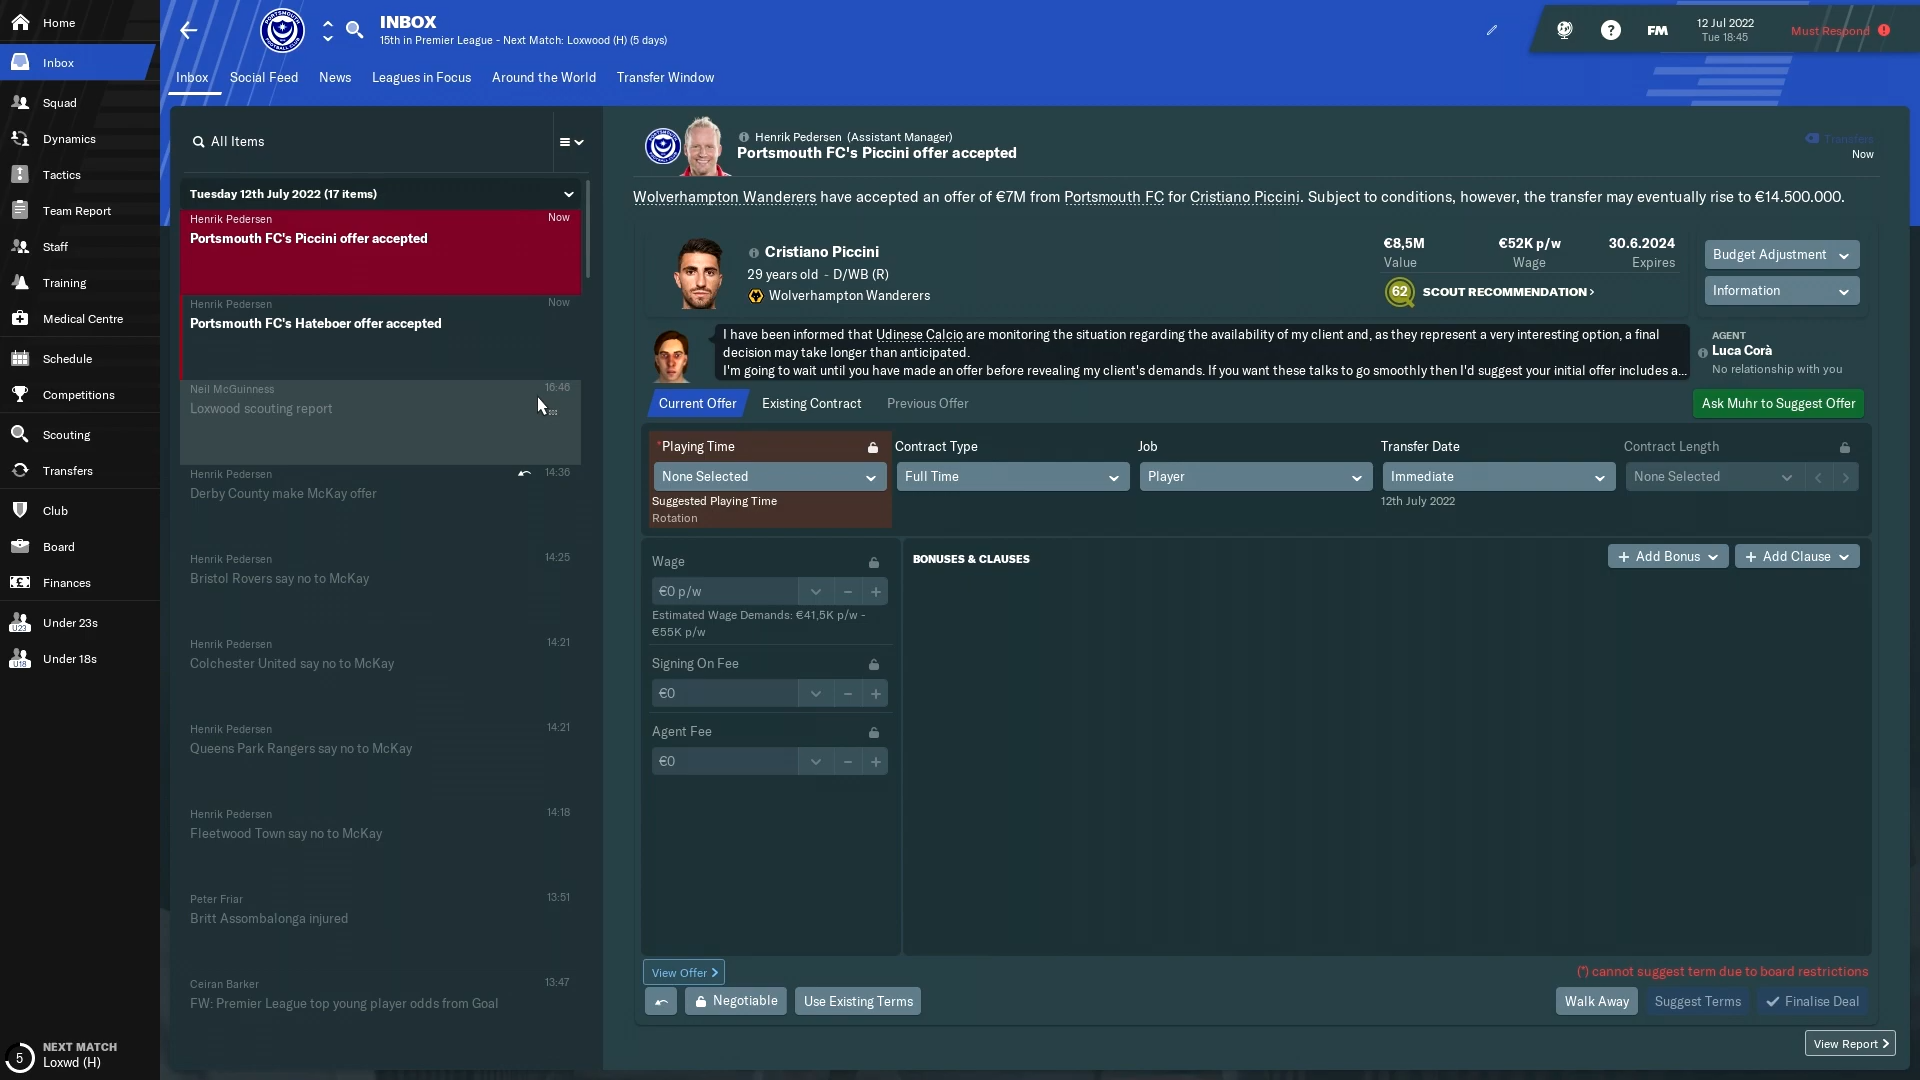 Home
Inbox
Squad
Dynamics
Tactics
Team Report
Staff
Training
Medical Centre
Schedule
Competitions
Scouting
Transfers
Club
Board
Finances
U23
Under 23s
U18
Under 18s
5
NEXT MATCH
Loxwd (H)
INBOX
15th in Premier League - Next Match: Loxwood (H) (5 days)
FM
12 Jul 2022
Tue 18:45
Must Respond
Inbox
Social Feed
News
Leagues in Focus
Around the World
Transfer Window
All Items
Tuesday 12th July 2022 (17 items)
Henrik Pedersen
Now
Portsmouth FC's Piccini offer accepted
Henrik Pedersen
Now
Portsmouth FC's Hateboer offer accepted
Neil McGuinness
16:46
Loxwood scouting report
Henrik Pedersen
14:36
Derby County make McKay offer
Henrik Pedersen
14:25
Bristol Rovers say no to McKay
Henrik Pedersen
14:21
Colchester United say no to McKay
Henrik Pedersen
14:21
Queens Park Rangers say no to McKay
Henrik Pedersen
14:18
Fleetwood Town say no to McKay
Peter Friar
13:51
Britt Assombalonga injured
Ceiran Barker
13:47
FW: Premier League top young player odds from Goal
Henrik Pedersen (Assistant Manager)
Portsmouth FC's Piccini offer accepted
Transfers
Now
Wolverhampton Wanderers have accepted an offer of €7M from Portsmouth FC for Cristiano Piccini. Subject to conditions, however, the transfer may eventually rise to €14.500.000.
Cristiano Piccini
29 years old - D/WB (R)
Wolverhampton Wanderers
€8,5M
Value
€52K p/w
Wage
30.6.2024
Expires
62
SCOUT RECOMMENDATION
Budget Adjustment
Information
I have been informed that Udinese Calcio are monitoring the situation regarding the availability of my client and, as they represent a very interesting option, a final
decision may take longer than anticipated.
I'm going to wait until you have made an offer before revealing my client's demands. If you want these talks to go smoothly then I'd suggest your initial offer includes a...
AGENT
Luca Corà
No relationship with you
Current Offer
Existing Contract
Previous Offer
Ask Muhr to Suggest Offer
*Playing Time
None Selected
Suggested Playing Time
Rotation
Contract Type
Full Time
Job
Player
Transfer Date
Immediate
12th July 2022
Contract Length
None Selected
Wage
€0 p/w
Estimated Wage Demands: €41,5K p/w -
€55K p/w
Signing On Fee
€0
Agent Fee
€0
BONUSES & CLAUSES
Add Bonus
Add Clause
View Offer
(*) cannot suggest term due to board restrictions
Negotiable
Use Existing Terms
Walk Away
Suggest Terms
Finalise Deal
View Report